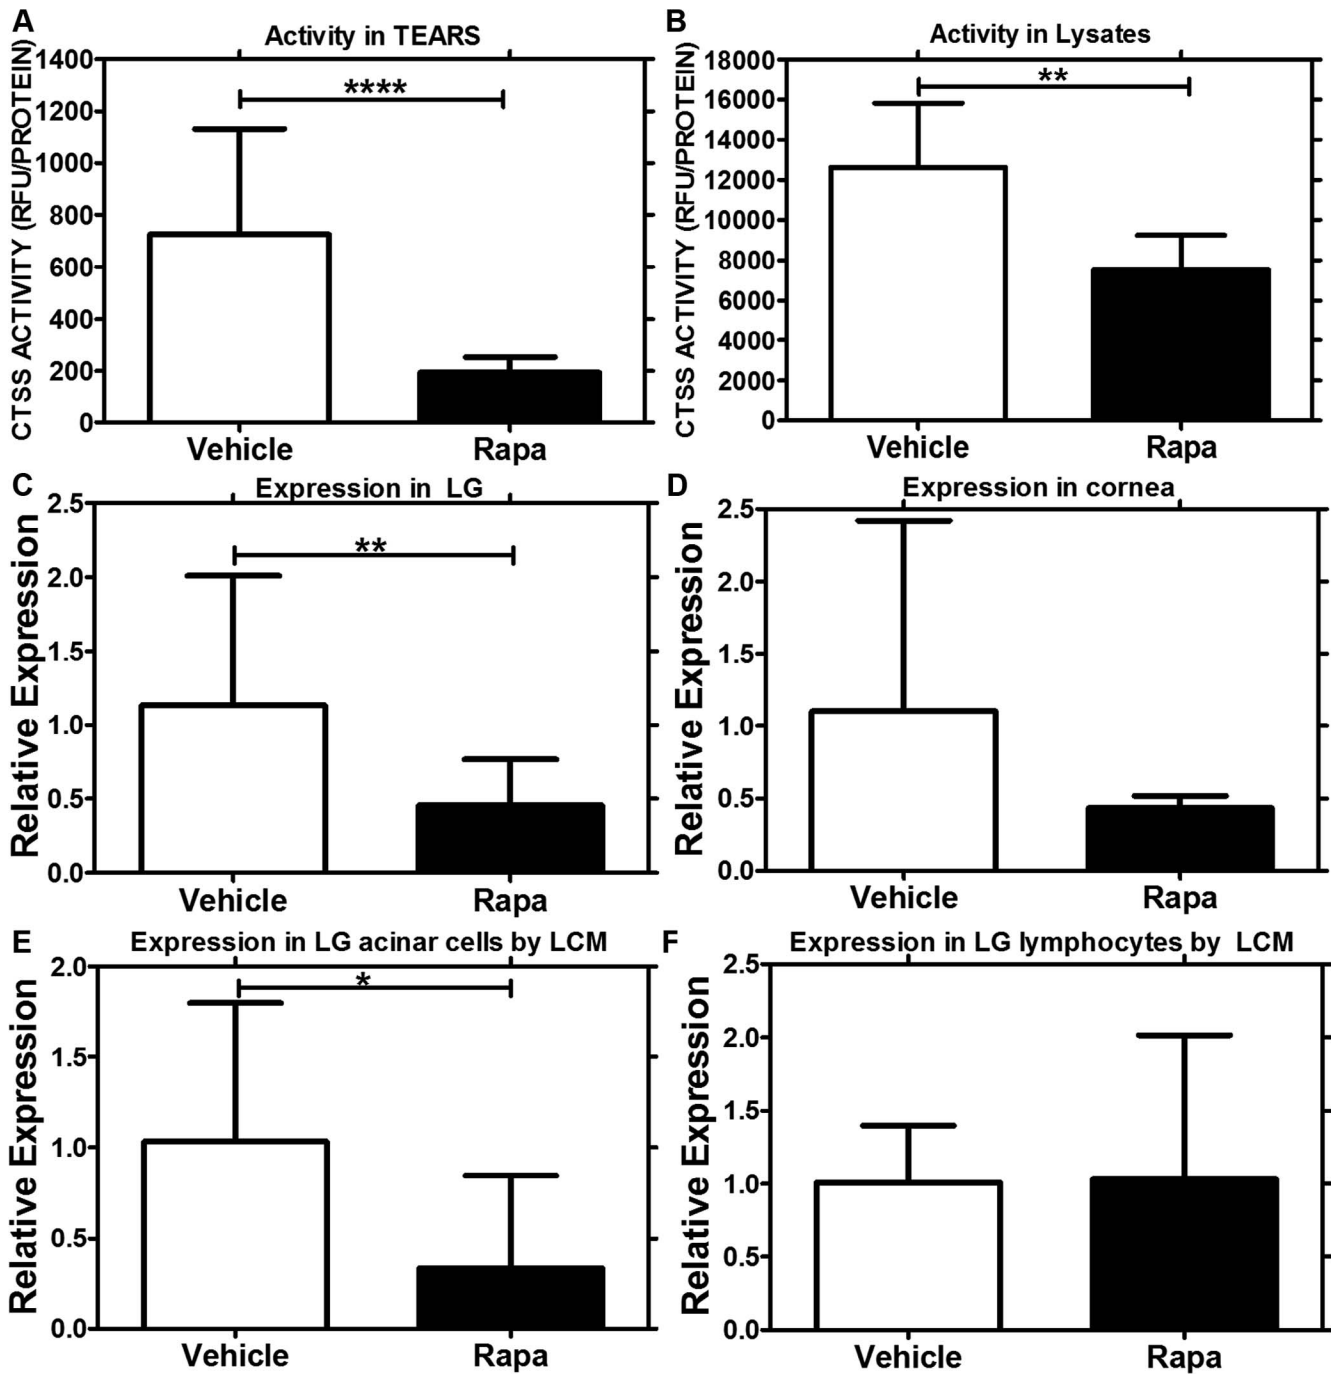 A
Activity in TEARS
CTSS ACTIVITY (RFU/PROTEIN)
1400
1200
1000
800
600
400
200
0
****
Vehicle
Rapa
B
Activity in Lysates
CTSS ACTIVITY (RFU/PROTEIN)
18000
16000
14000
12000
10000
8000
6000
4000
2000
0
**
Vehicle
Rapa
C
Expression in LG
Relative Expression
2.5
2.0
1.5
1.0
0.5
0.0
**
Vehicle
Rapa
D
Expression in cornea
Relative Expression
2.5
2.0
1.5
1.0
0.5
0.0
Vehicle
Rapa
E
Expression in LG acinar cells by LCM
Relative Expression
2.0
1.5
1.0
0.5
0.0
*
Vehicle
Rapa
F
Expression in LG lymphocytes by LCM
Relative Expression
2.5
2.0
1.5
1.0
0.5
0.0
Vehicle
Rapa